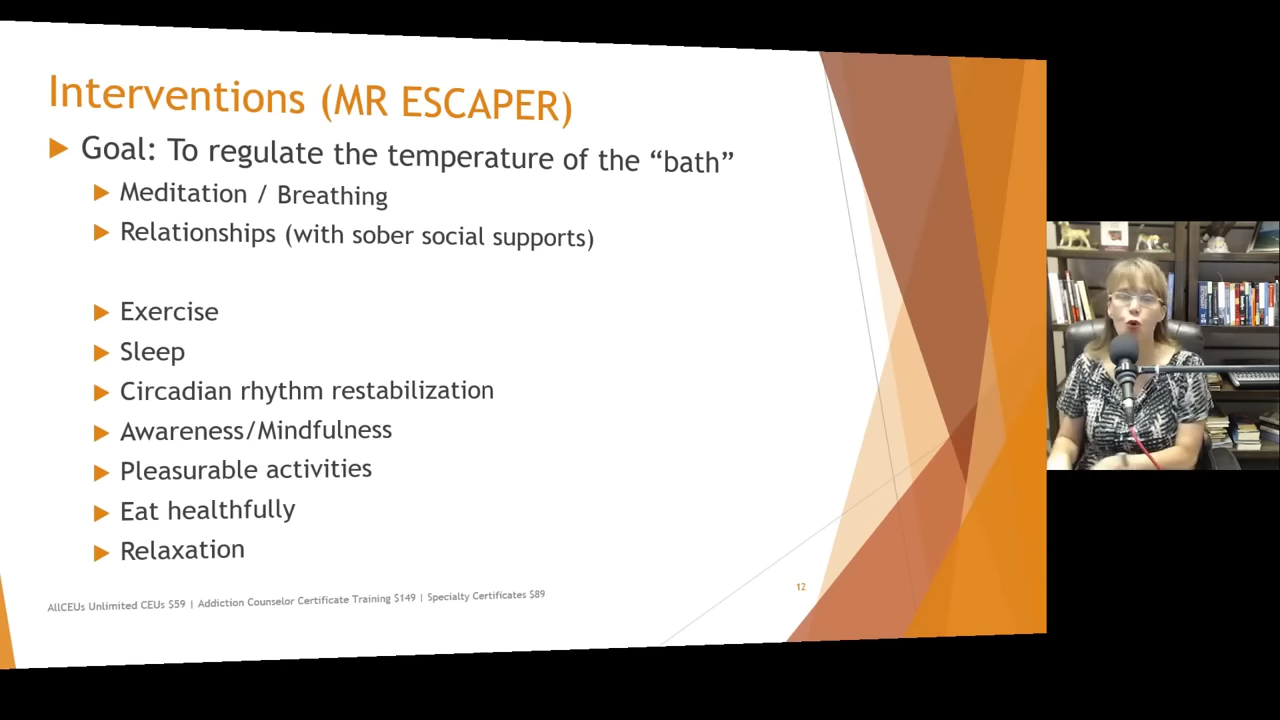 Interventions (MR ESCAPER)
Goal: To regulate the temperature of the “bath”
Meditation / Breathing
Relationships (with sober social supports)
Exercise
Sleep
Circadian rhythm restabilization
Awareness/Mindfulness
Pleasurable activities
Eat healthfully
Relaxation
AllCEUs Unlimited CEUs $59 | Addiction Counselor Certificate Training $149 | Specialty Certificates $89
12